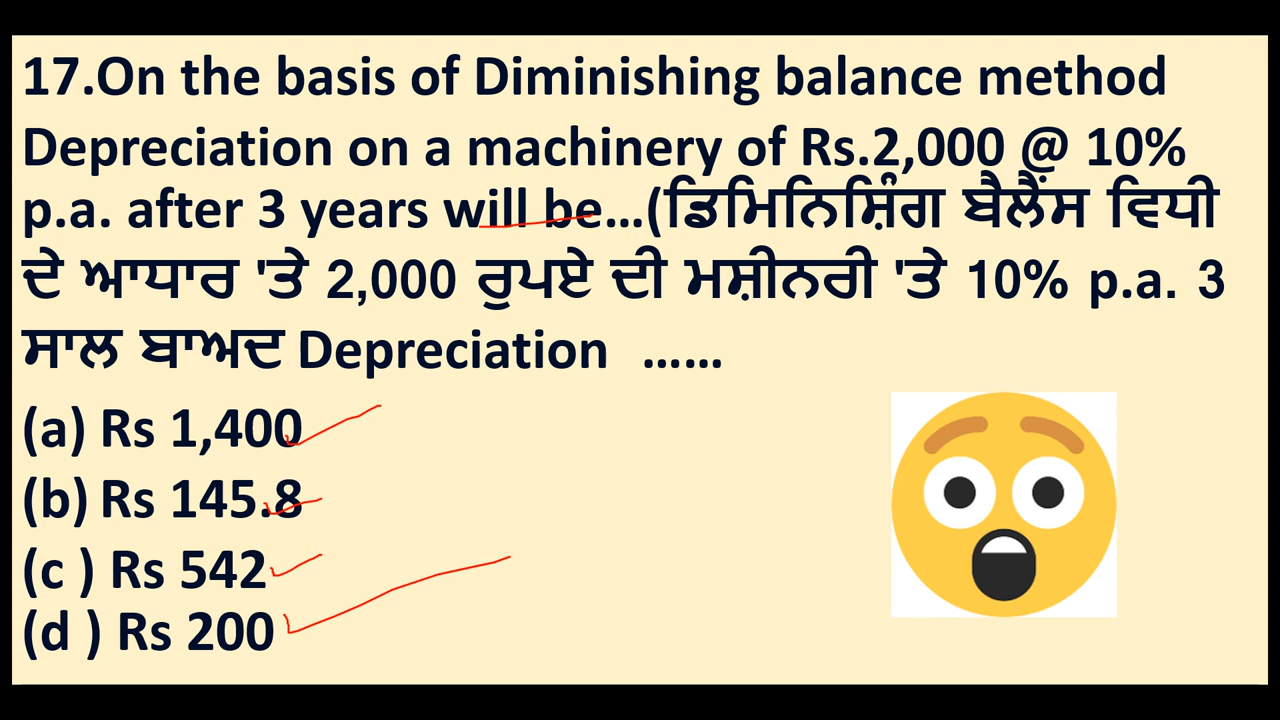 17.On the basis of Diminishing balance method
Depreciation on a machinery of Rs.2,000 @ 10%
p.a. after 3 years will be...(ਡਿਮਿਨਿਸ਼ਿੰਗ ਬੈਲੈਂਸ ਵਿਧੀ
ਦੇ ਆਧਾਰ 'ਤੇ 2,000 ਰੁਪਏ ਦੀ ਮਸ਼ੀਨਰੀ 'ਤੇ 10% p.a. 3
ਸਾਲ ਬਾਅਦ Depreciation ......
(a) Rs 1,400
(b) Rs 145.8
(c ) Rs 542
(d ) Rs 200